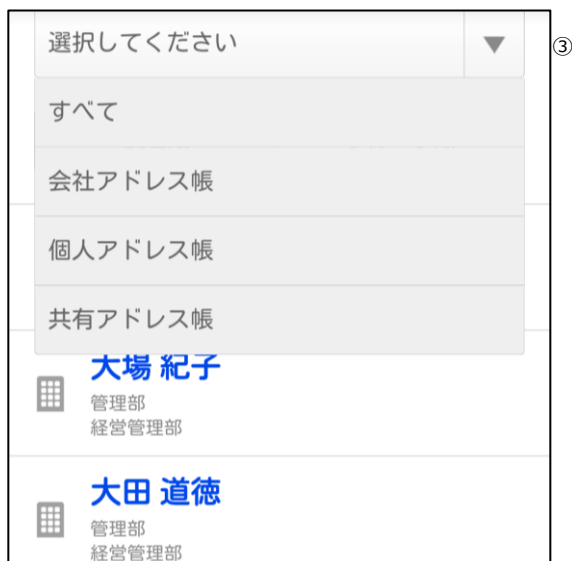 選択してください ▼ ③
すべて
会社アドレス帳
個人アドレス帳
共有アドレス帳
大場 紀子
管理部
経営管理部
大田 道徳
管理部
経営管理部